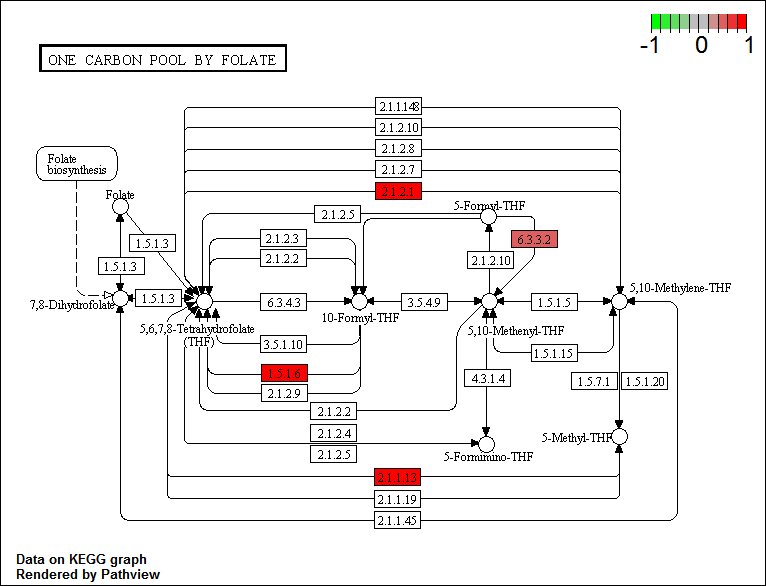 -1 0 1
ONE CARBON POOL BY FOLATE
2.1.1.148
2.1.2.10
2.1.2.8
2.1.2.7
2.1.2.1
Folate
biosynthesis
Folate
5-Formyl-THF
2.1.2.5
1.5.1.3
2.1.2.3
6.3.3.2
2.1.2.2
2.1.2.10
1.5.1.3
5,10-Methylene-THF
7,8-Dihydrofolate
1.5.1.3
6.3.4.3
3.5.4.9
1.5.1.5
10-Formyl-THF
5,6,7,8-Tetrahydrofolate
(THF)
5,10-Methenyl-THF
3.5.1.10
1.5.1.15
1.5.1.6
4.3.1.4
1.5.7.1
1.5.1.20
2.1.2.9
2.1.2.2
2.1.2.4
5-Methyl-THF
2.1.2.5
5-Formimino-THF
2.1.1.13
2.1.1.19
2.1.1.45
Data on KEGG graph
Rendered by Pathview